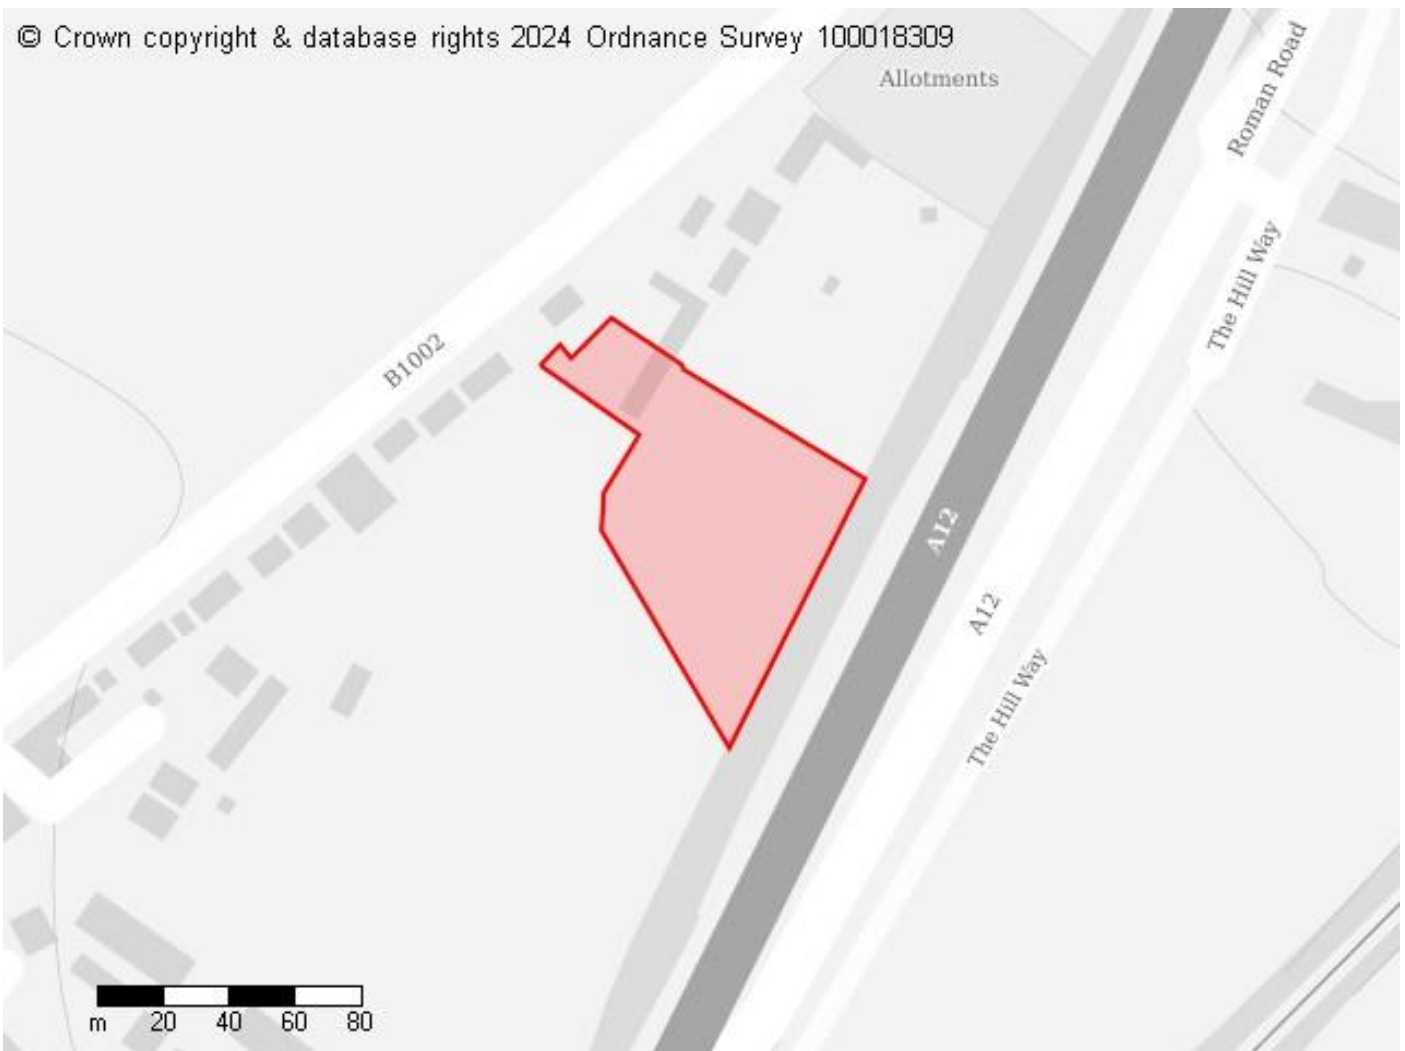 © Crown copyright & database rights 2024 Ordnance Survey 100018309
Allotments
Roman Road
The Hill Way
B1002
A12
A12
The Hill Way
m 20 40 60 80